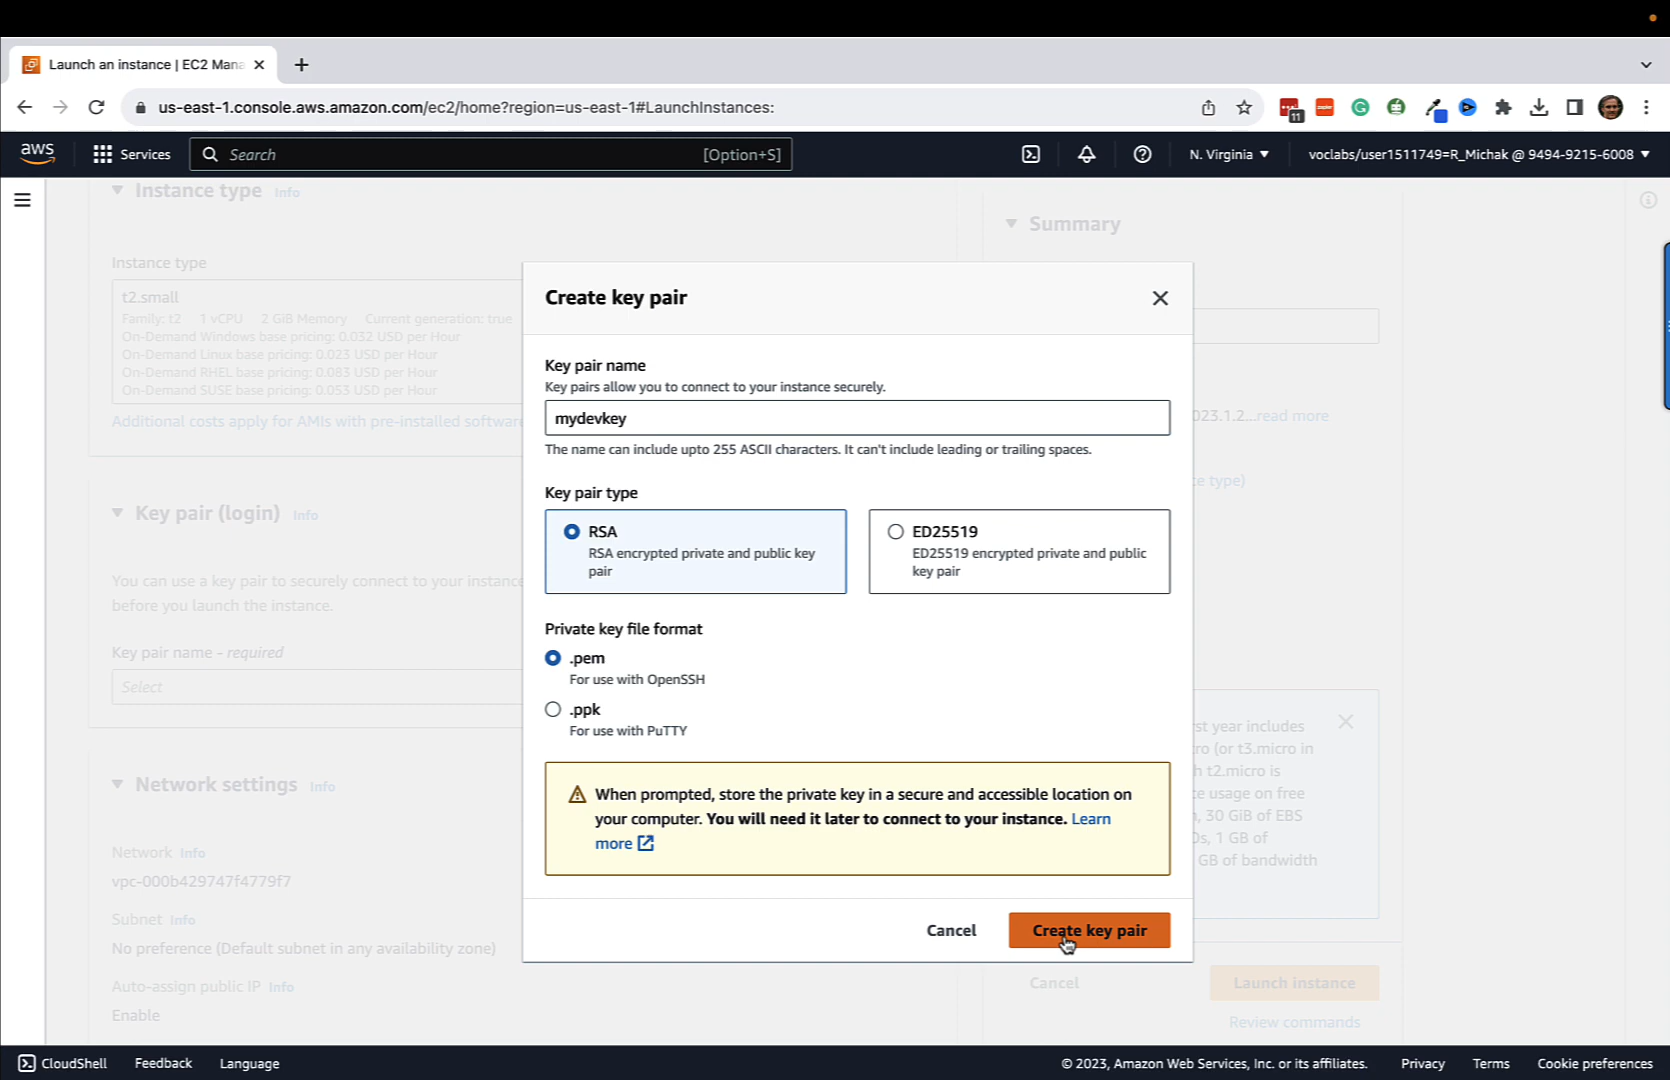 Launch an instance | EC2 Mana
us-east-1.console.aws.amazon.com/ec2/home?region=us-east-1#LaunchInstances:
11
aws
Services
Search
[Option+S]
N. Virginia
voclabs/user1511749=R_Michak @ 9494-9215-6008
Instance type Info
Summary
Instance type
t2.small
Family: t2 1 vCPU 2 GiB Memory Current generation: true
On-Demand Windows base pricing: 0.032 USD per Hour
On-Demand Linux base pricing: 0.023 USD per Hour
On-Demand RHEL base pricing: 0.083 USD per Hour
On-Demand SUSE base pricing: 0.053 USD per Hour
Additional costs apply for AMIs with pre-installed software
023.1.2...read more
e type)
Key pair (login) Info
You can use a key pair to securely connect to your instance
before you launch the instance.
Key pair name - required
Select
Network settings Info
Network Info
vpc-000b429747f4779f7
Subnet Info
No preference (Default subnet in any availability zone)
Auto-assign public IP Info
Enable
Create key pair
Key pair name
Key pairs allow you to connect to your instance securely.
mydevkey
The name can include upto 255 ASCII characters. It can't include leading or trailing spaces.
Key pair type
RSA
RSA encrypted private and public key
pair
ED25519
ED25519 encrypted private and public
key pair
Private key file format
.pem
For use with OpenSSH
.ppk
For use with PuTTY
When prompted, store the private key in a secure and accessible location on
your computer. You will need it later to connect to your instance. Learn
more
Cancel
Create key pair
st year includes
ro (or t3.micro in
h t2.micro is
e usage on free
, 30 GiB of EBS
Os, 1 GB of
GB of bandwidth
Cancel
Launch instance
Review commands
CloudShell
Feedback
Language
© 2023, Amazon Web Services, Inc. or its affiliates.
Privacy
Terms
Cookie preferences